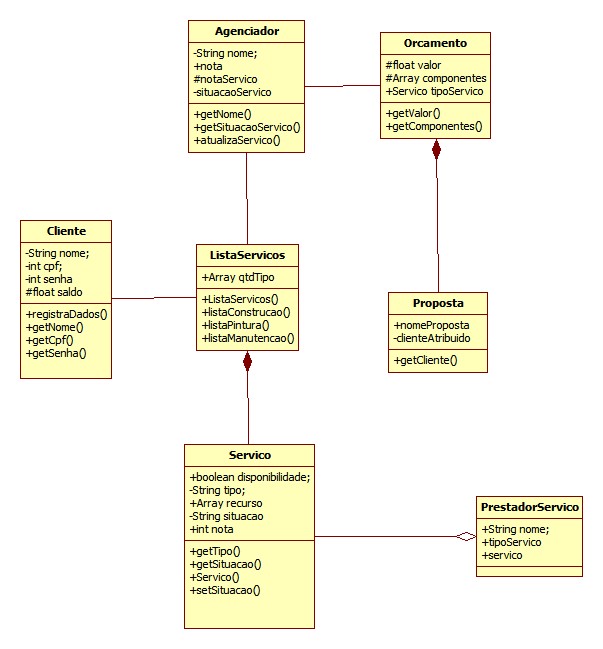 Agenciador
-String nome;
+nota
#notaServico
-situacaoServico
+getNome()
+getSituacaoServico()
+atualizaServico()
Orcamento
#float valor
#Array componentes
+Servico tipoServico
+getValor()
+getComponentes()
Cliente
-String nome;
-int cpf;
-int senha
#float saldo
+registraDados()
+getNome()
+getCpf()
+getSenha()
ListaServicos
+Array qtdTipo
+ListaServicos()
+listaConstrucao()
+listaPintura()
+listaManutencao()
Proposta
+nomeProposta
-clienteAtribuido
+getCliente()
Servico
+boolean disponibilidade;
-String tipo;
+Array recurso
-String situacao
+int nota
+getTipo()
+getSituacao()
+Servico()
+setSituacao()
PrestadorServico
+String nome;
+tipoServico
+servico